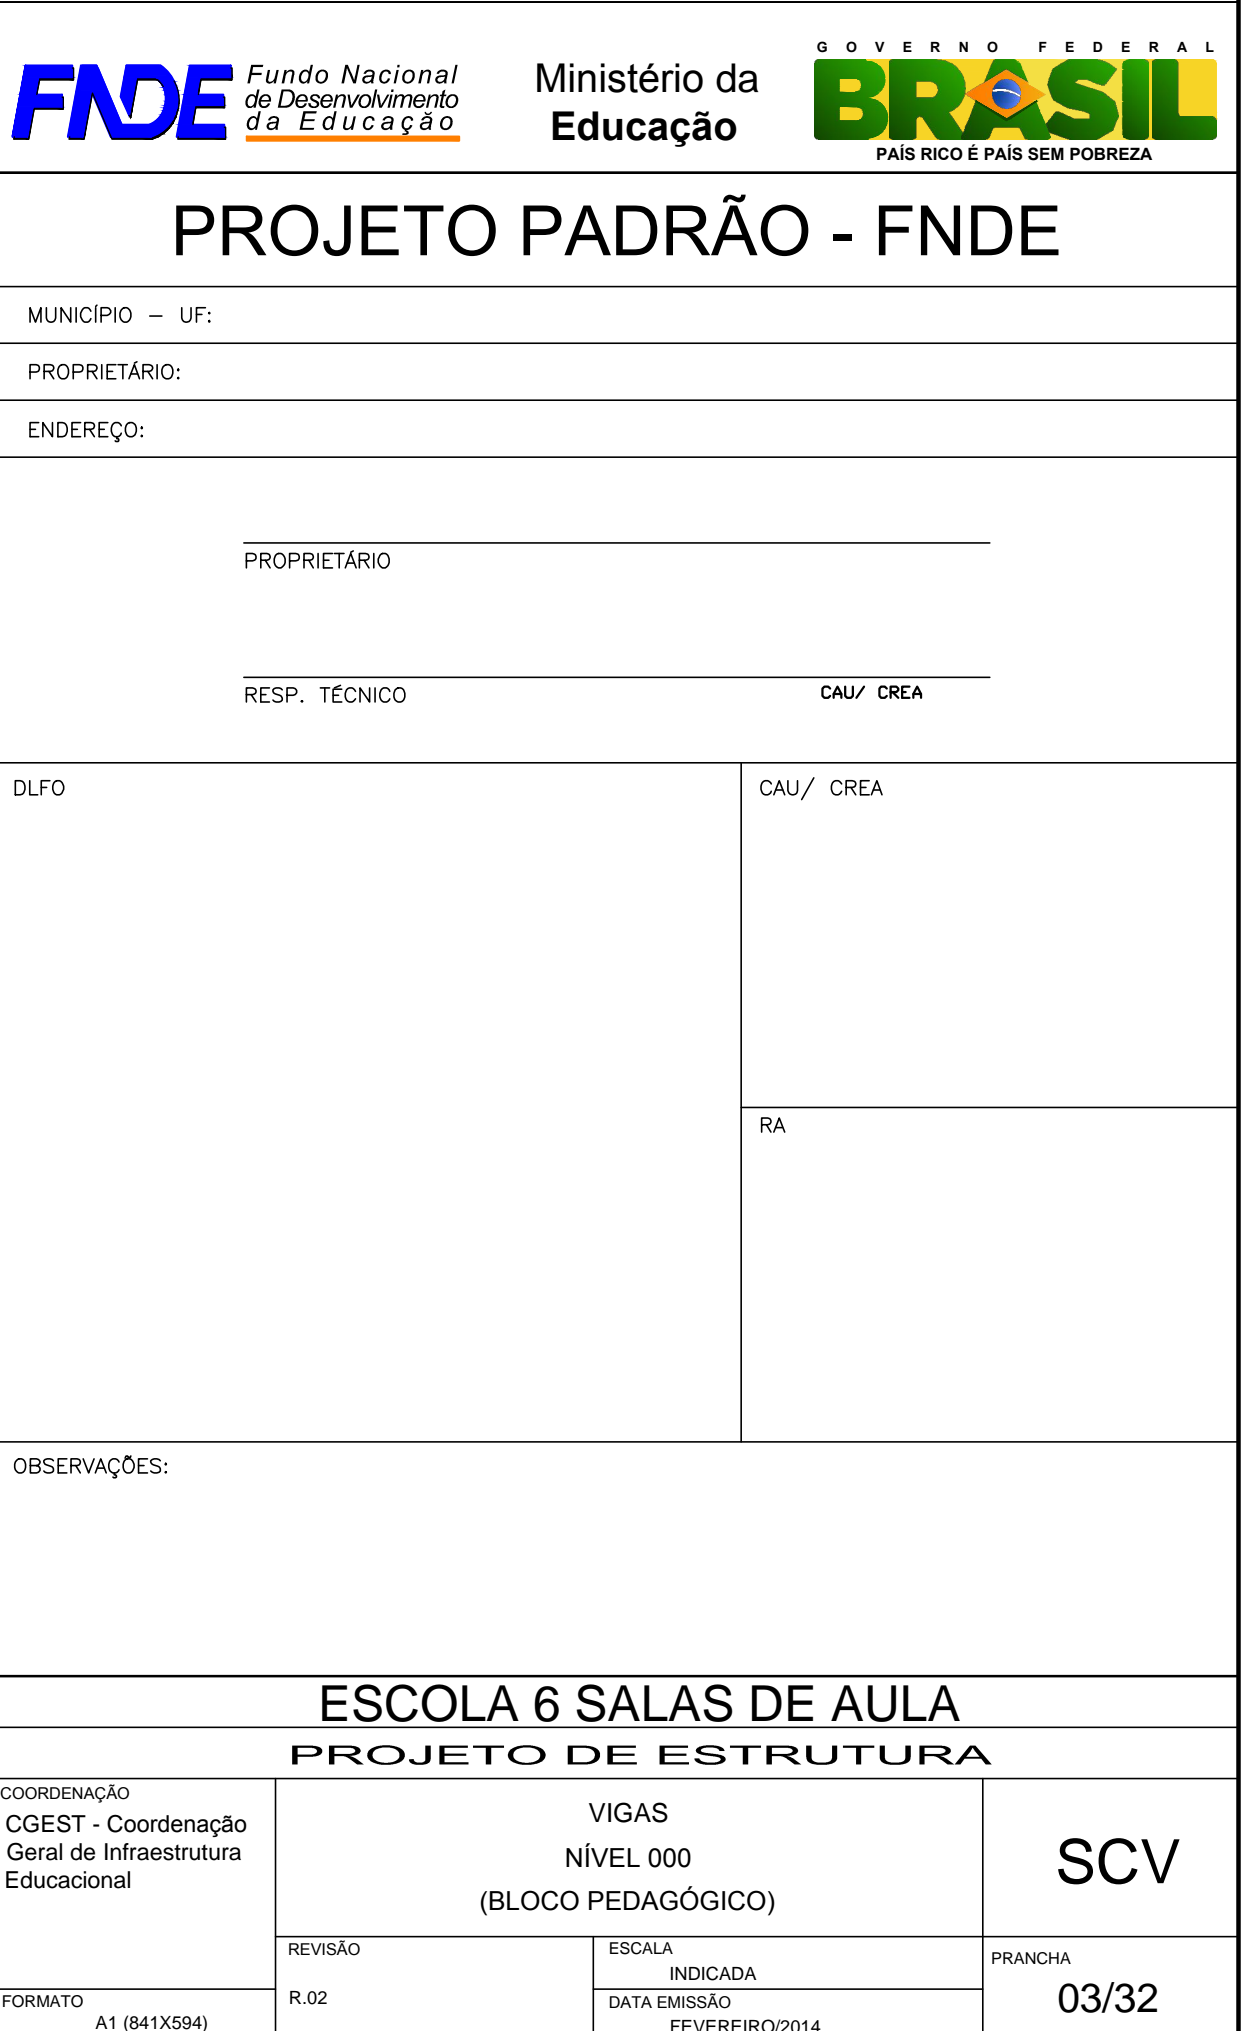 FNDE
Fundo Nacional
de Desenvolvimento
da Educação
Ministério da
Educação
GOVERNO FEDERAL
BRASIL
PAÍS RICO É PAÍS SEM POBREZA
PROJETO PADRÃO - FNDE
MUNICÍPIO – UF:
PROPRIETÁRIO:
ENDEREÇO:
PROPRIETÁRIO
RESP. TÉCNICO CAU/ CREA
DLFO
CAU/ CREA
RA
OBSERVAÇÕES:
ESCOLA 6 SALAS DE AULA
PROJETO DE ESTRUTURA
COORDENAÇÃO
CGEST - Coordenação
Geral de Infraestrutura
Educacional
VIGAS
NÍVEL 000
(BLOCO PEDAGÓGICO)
SCV
FORMATO
A1 (841X594)
REVISÃO
R.02
ESCALA
INDICADA
DATA EMISSÃO
FEVEREIRO/2014
PRANCHA
03/32